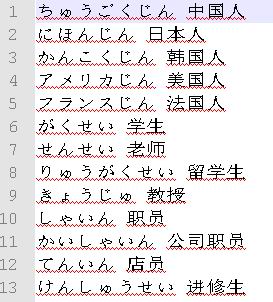 1 ちゅうごくじん 中国人
2 にほんじん 日本人
3 かんこくじん 韩国人
4 アメリカじん 美国人
5 フランスじん 法国人
6 がくせい 学生
7 せんせい 老师
8 りゅうがくせい 留学生
9 きょうじゅ 教授
10 しゃいん 职员
11 かいしゃいん 公司职员
12 てんいん 店员
13 けんしゅうせい 进修生